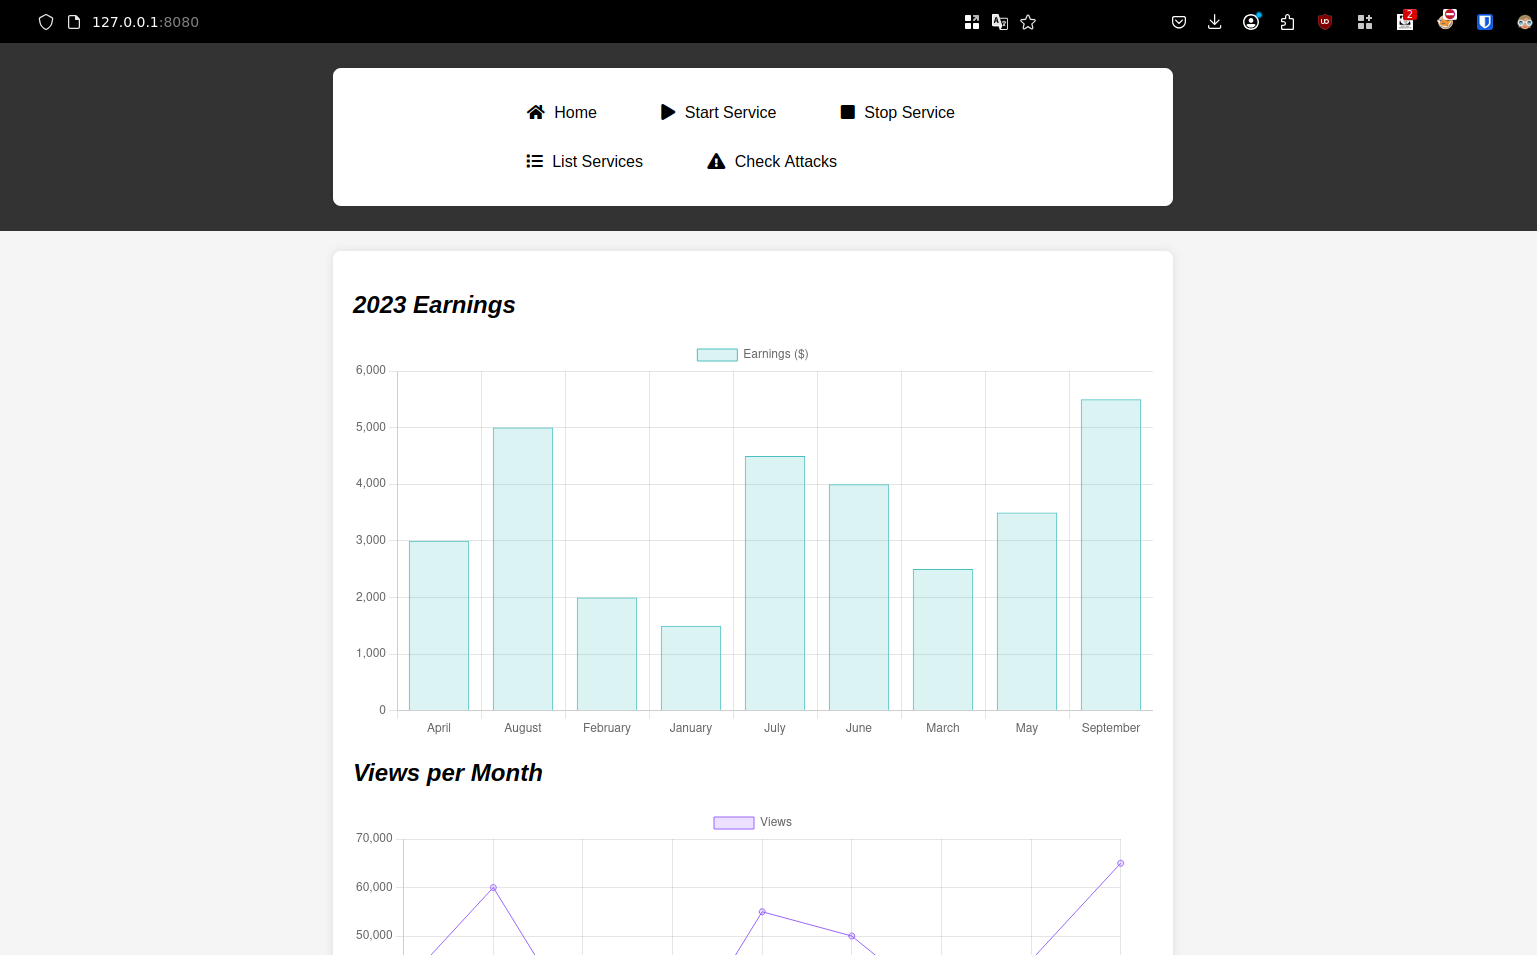 127.0.0.1:8080
2
Home Start Service Stop Service
List Services Check Attacks
2023 Earnings
Earnings ($)
6,000
5,000
4,000
3,000
2,000
1,000
0
April August February January July June March May September
Views per Month
Views
70,000
60,000
50,000